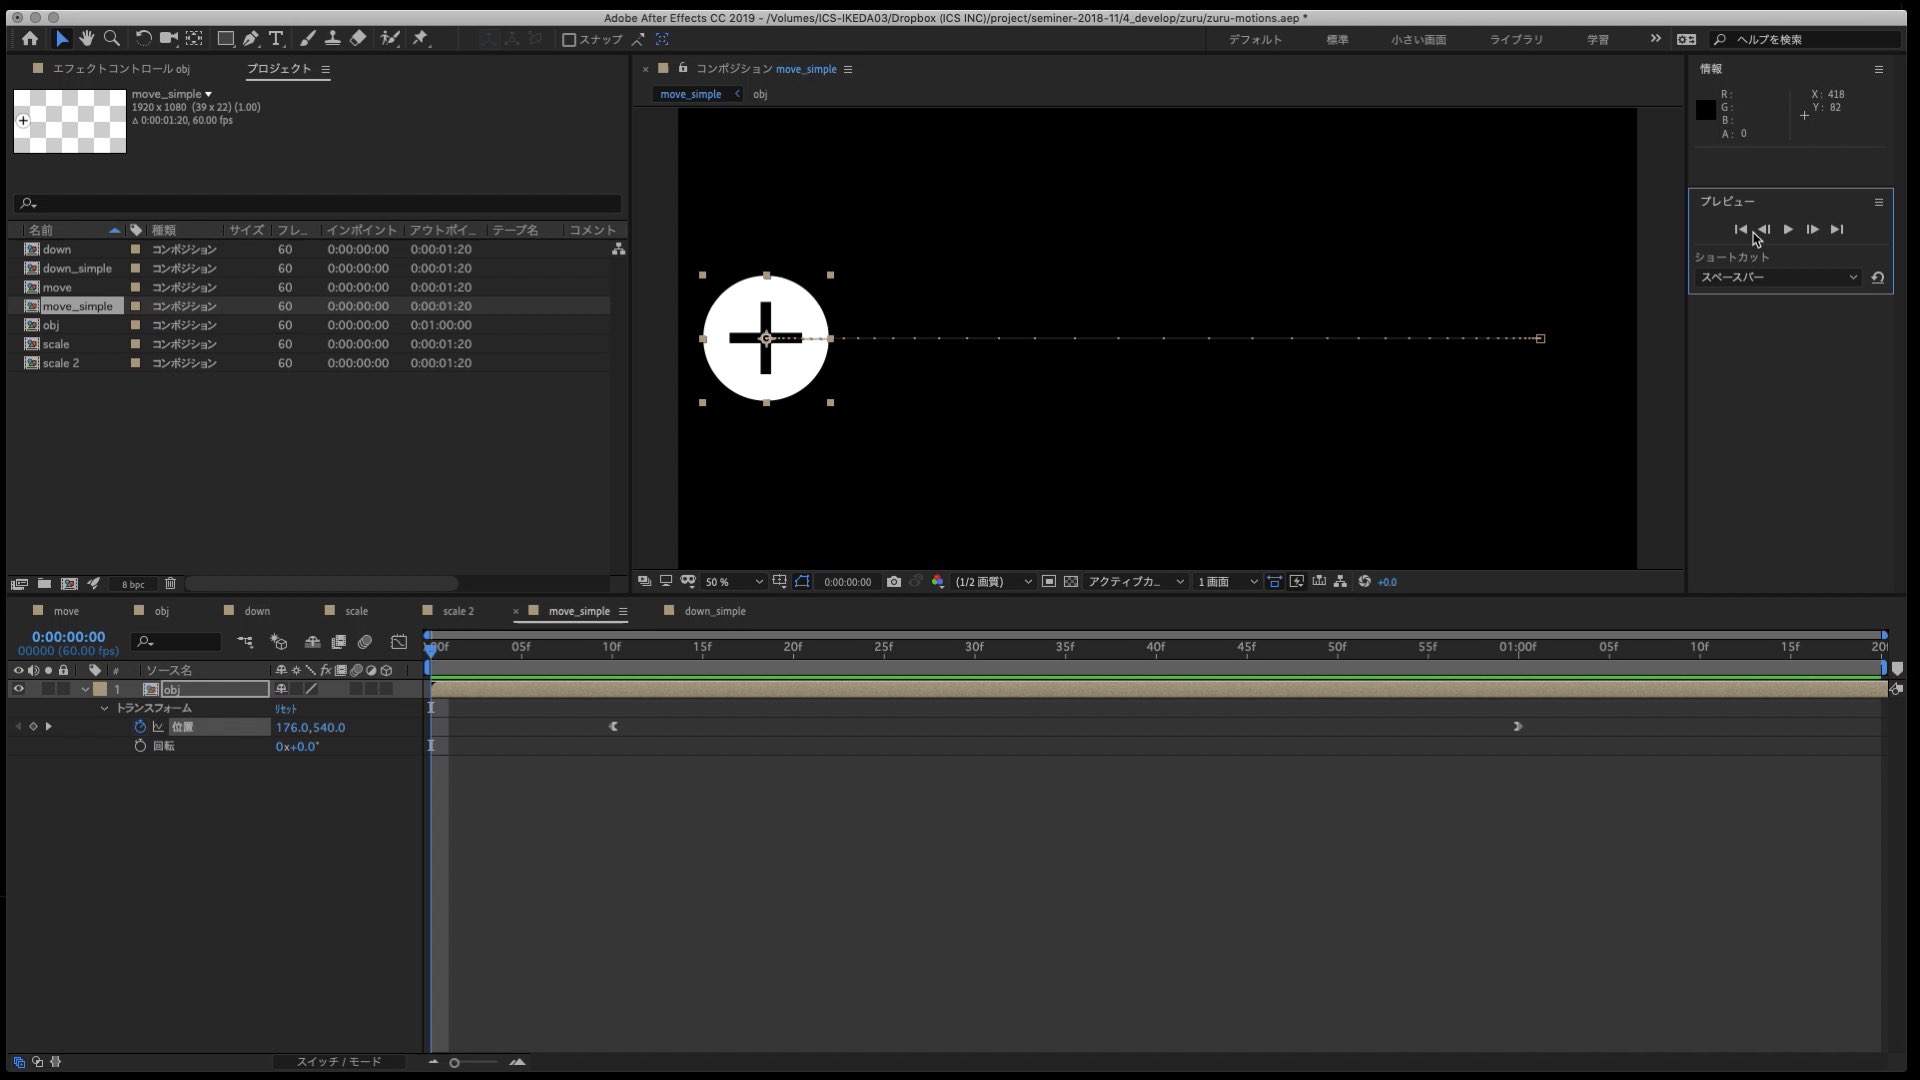 Adobe After Effects CC 2019 - /Volumes/ICS-IKEDA03/Dropbox (ICS INC)/project/seminer-2018-11/4_develop/zuru/zuru-motions.aep *
スナップ
デフォルト 標準 小さい画面 ライブラリ 学習 ヘルプを検索
エフェクトコントロール obj プロジェクト
コンポジション move_simple
情報
move_simple
1920 x 1080 (39 x 22) (1.00)
Δ 0:00:01:20, 60.00 fps
move_simple obj
R : X : 418
G : Y : 82
B :
A : 0
プレビュー
ショートカット
スペースバー
名前 種類 サイズ フレ... インポイント アウトポイ... テープ名 コメント
down コンポジション 60 0:00:00:00 0:00:01:20
down_simple コンポジション 60 0:00:00:00 0:00:01:20
move コンポジション 60 0:00:00:00 0:00:01:20
move_simple コンポジション 60 0:00:00:00 0:00:01:20
obj コンポジション 60 0:00:00:00 0:01:00:00
scale コンポジション 60 0:00:00:00 0:00:01:20
scale 2 コンポジション 60 0:00:00:00 0:00:01:20
8 bpc
50 % 0:00:00:00 (1/2 画質) アクティブカ... 1 画面 +0.0
move obj down scale scale 2 move_simple down_simple
0:00:00:00
00000 (60.00 fps)
00f 05f 10f 15f 20f 25f 30f 35f 40f 45f 50f 55f 01:00f 05f 10f 15f 20f
# ソース名 fx
1 obj
トランスフォーム リセット
位置 176.0,540.0
回転 0x+0.0°
スイッチ / モード